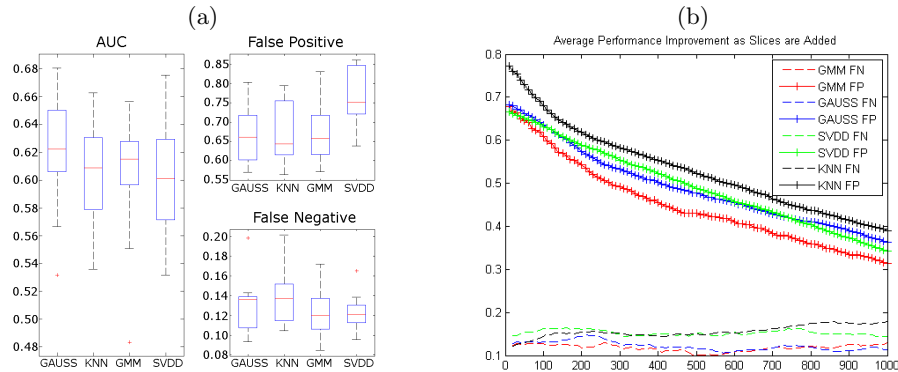 (a)
AUC
0.68
0.66
0.64
0.62
0.60
0.58
0.56
0.54
0.52
0.50
0.48
GAUSS KNN GMM SVDD
False Positive
0.85
0.80
0.75
0.70
0.65
0.60
0.55
GAUSS KNN GMM SVDD
False Negative
0.20
0.18
0.16
0.14
0.12
0.10
0.08
GAUSS KNN GMM SVDD
(b)
Average Performance Improvement as Slices are Added
0.8
0.7
0.6
0.5
0.4
0.3
0.2
0.1
0 100 200 300 400 500 600 700 800 900 1000
GMM FN
GMM FP
GAUSS FN
GAUSS FP
SVDD FN
SVDD FP
KNN FN
KNN FP